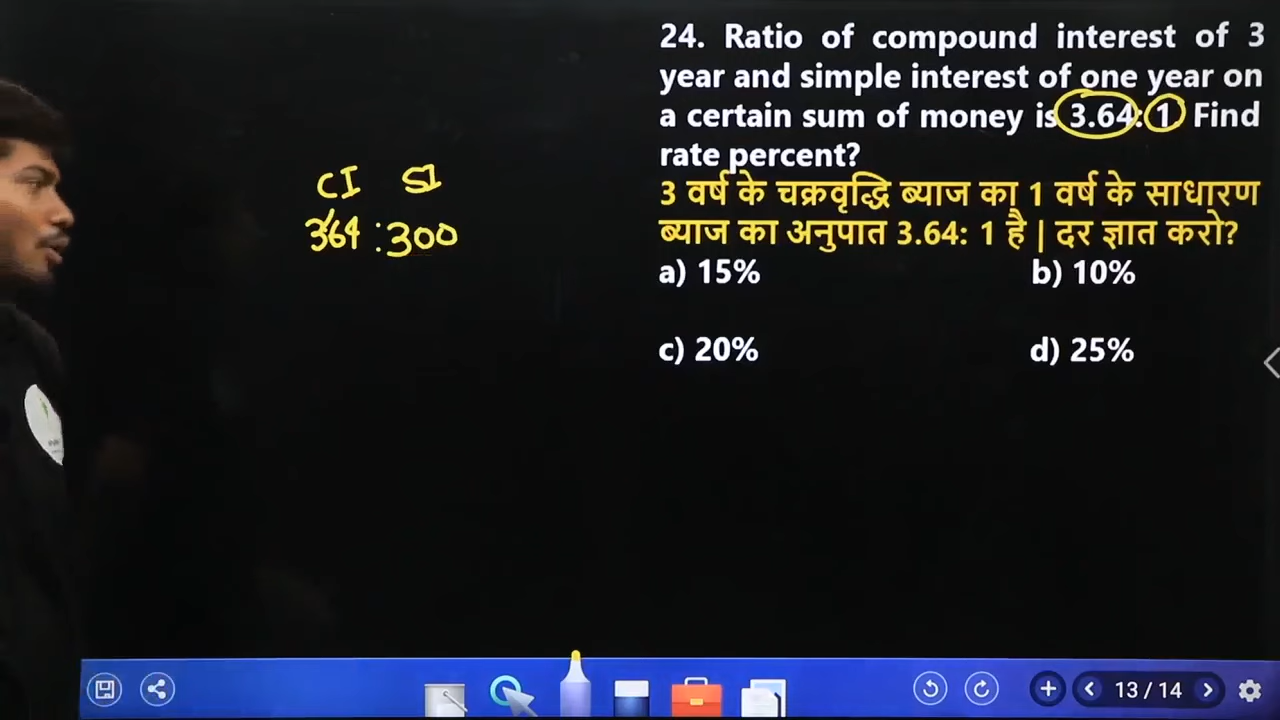 24. Ratio of compound interest of 3
year and simple interest of one year on
a certain sum of money is 3.64: 1 Find
rate percent?
3 वर्ष के चक्रवृद्धि ब्याज का 1 वर्ष के साधारण
ब्याज का अनुपात 3.64: 1 है | दर ज्ञात करो?
a) 15% b) 10%
c) 20% d) 25%
CI SI
364 : 300
13 / 14